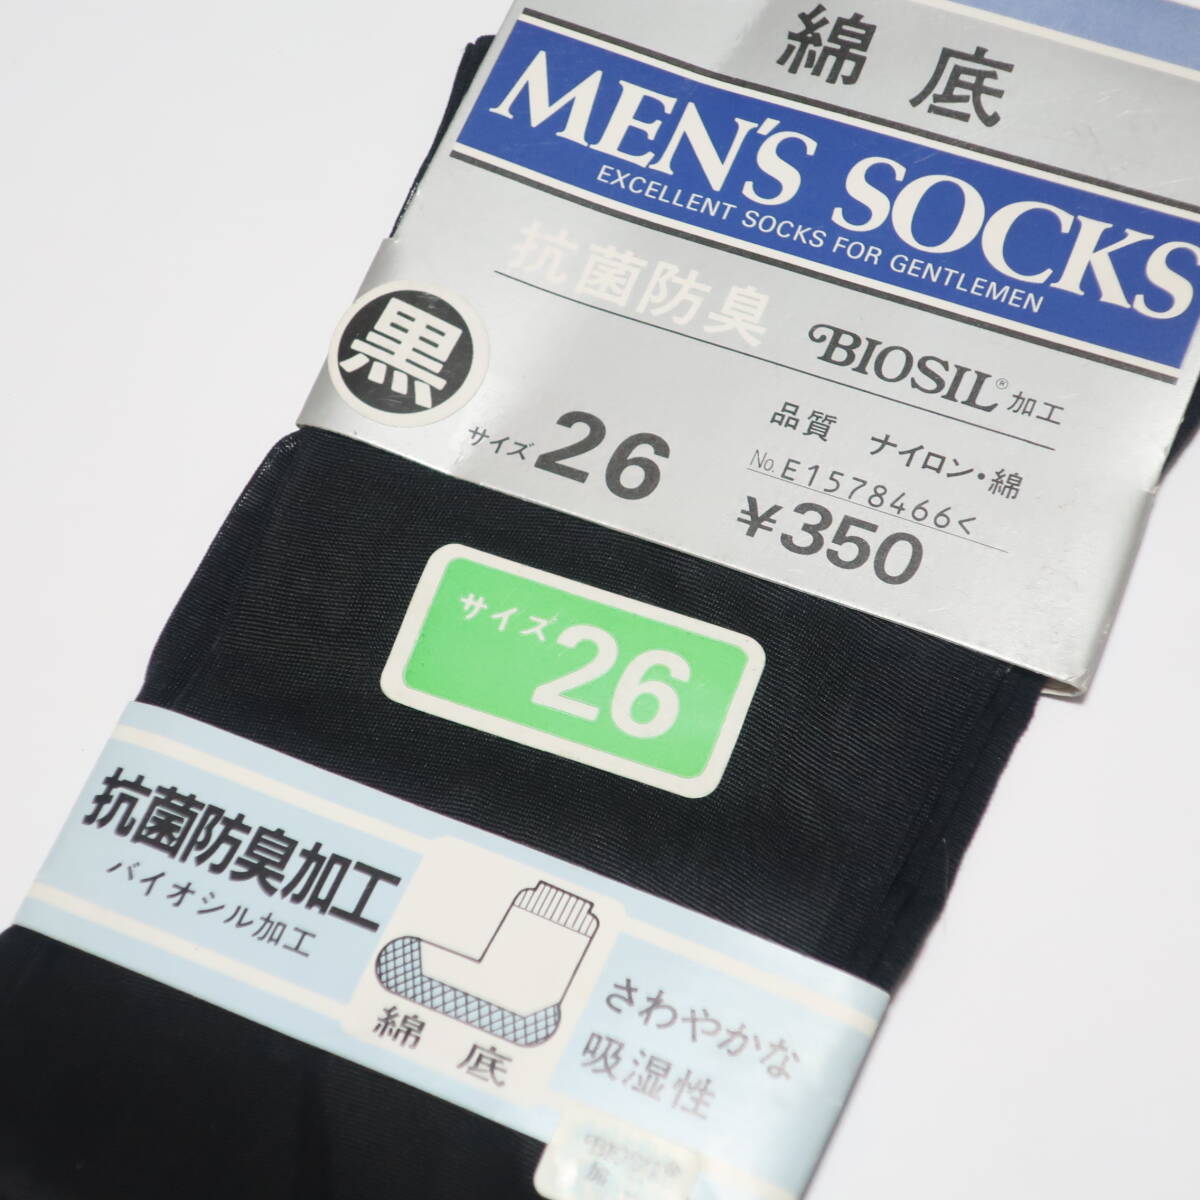 綿底
MEN'S SOCKS
EXCELLENT SOCKS FOR GENTLEMEN
抗菌防臭 BIOSIL® 加工
黒
サイズ 26
品質 ナイロン・綿
No. E1578466<
¥350
サイズ 26
抗菌防臭加工
バイオシル加工
綿底
さわやかな
吸湿性